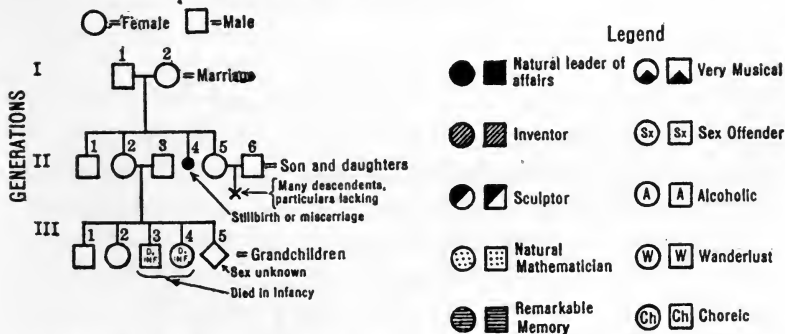 =Female =Male
1 2
I =Marriage
GENERATIONS
1 2 3 4 5 6
II =Son and daughters
Many descendents,
particulars lacking
Stillbirth or miscarriage
III
1 2 3 4 5
D. INF D. INF =Grandchildren
Sex unknown
Died in Infancy
Legend
Natural leader of
affairs
Very Musical
Inventor
Sx Sx Sex Offender
Sculptor
A A Alcoholic
Natural
Mathematician
W W Wanderlust
Remarkable
Memory
Ch Ch Choreic